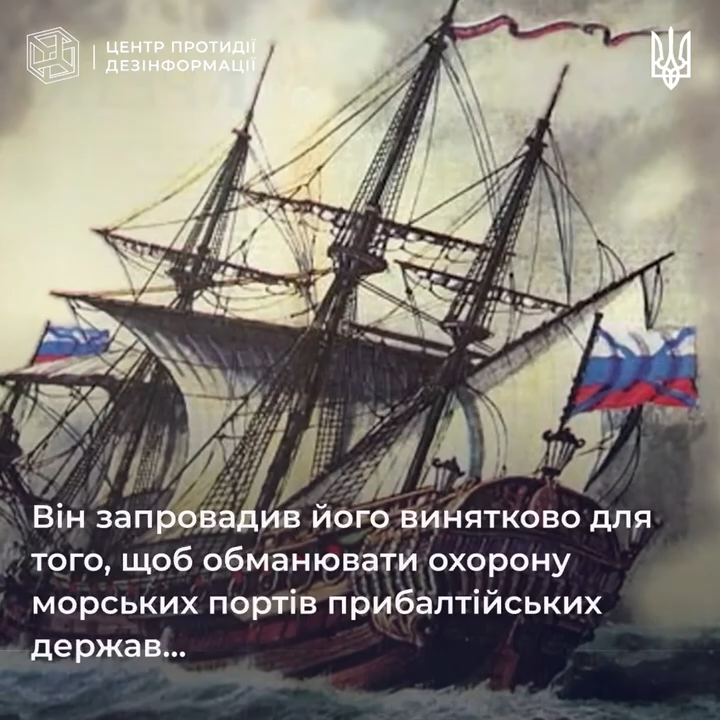 ЦЕНТР ПРОТИДІЇ
ДЕЗІНФОРМАЦІЇ
Він запровадив його винятково для
того, щоб обманювати охорону
морських портів прибалтійських
держав...